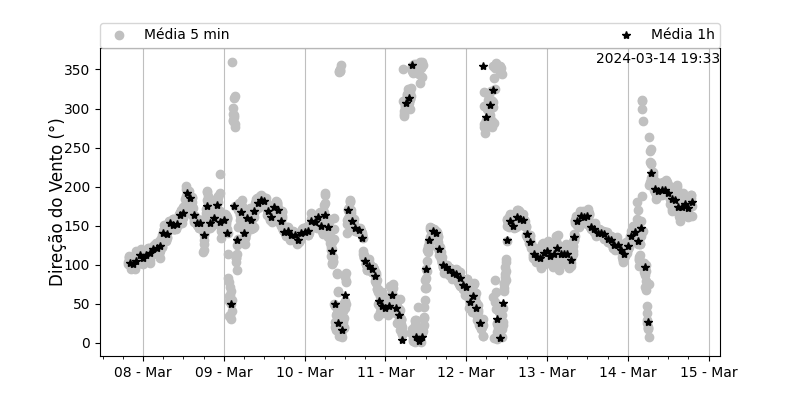 Média 5 min
Média 1h
2024-03-14 19:33
Direção do Vento (°)
350
300
250
200
150
100
50
0
08 - Mar
09 - Mar
10 - Mar
11 - Mar
12 - Mar
13 - Mar
14 - Mar
15 - Mar